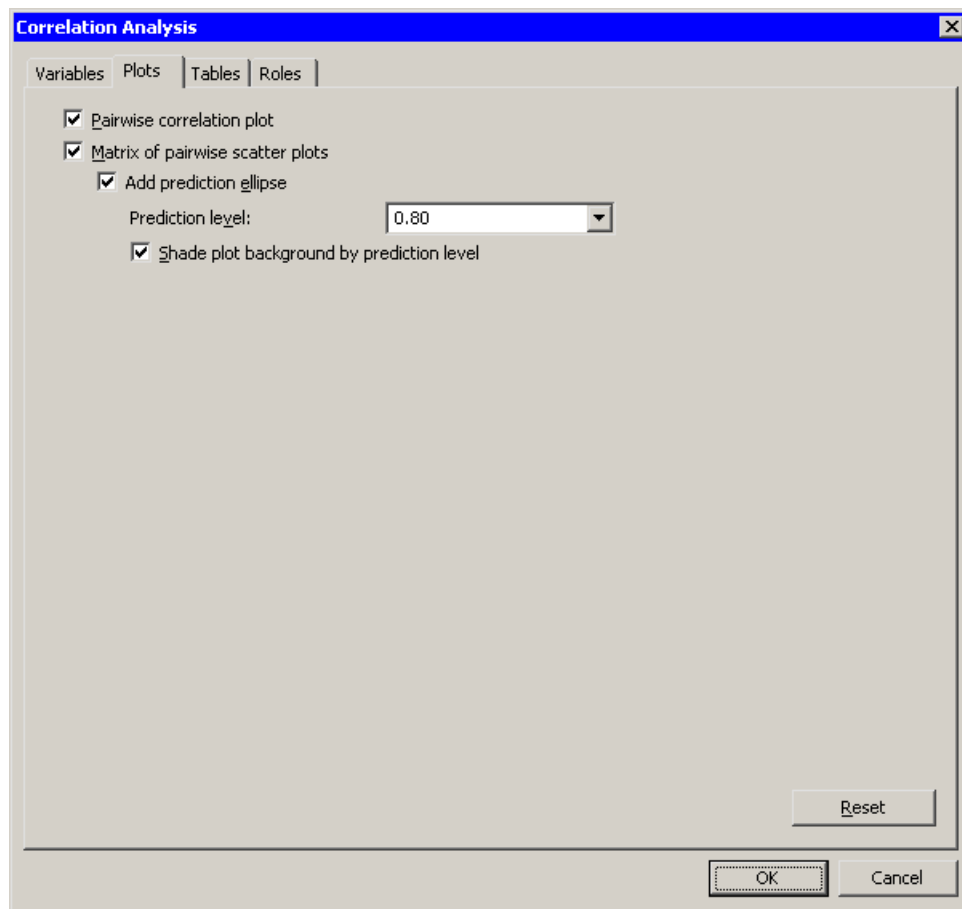 Correlation Analysis
Variables Plots Tables Roles
Pairwise correlation plot
Matrix of pairwise scatter plots
Add prediction ellipse
Prediction level: 0.80
Shade plot background by prediction level
Reset
OK Cancel